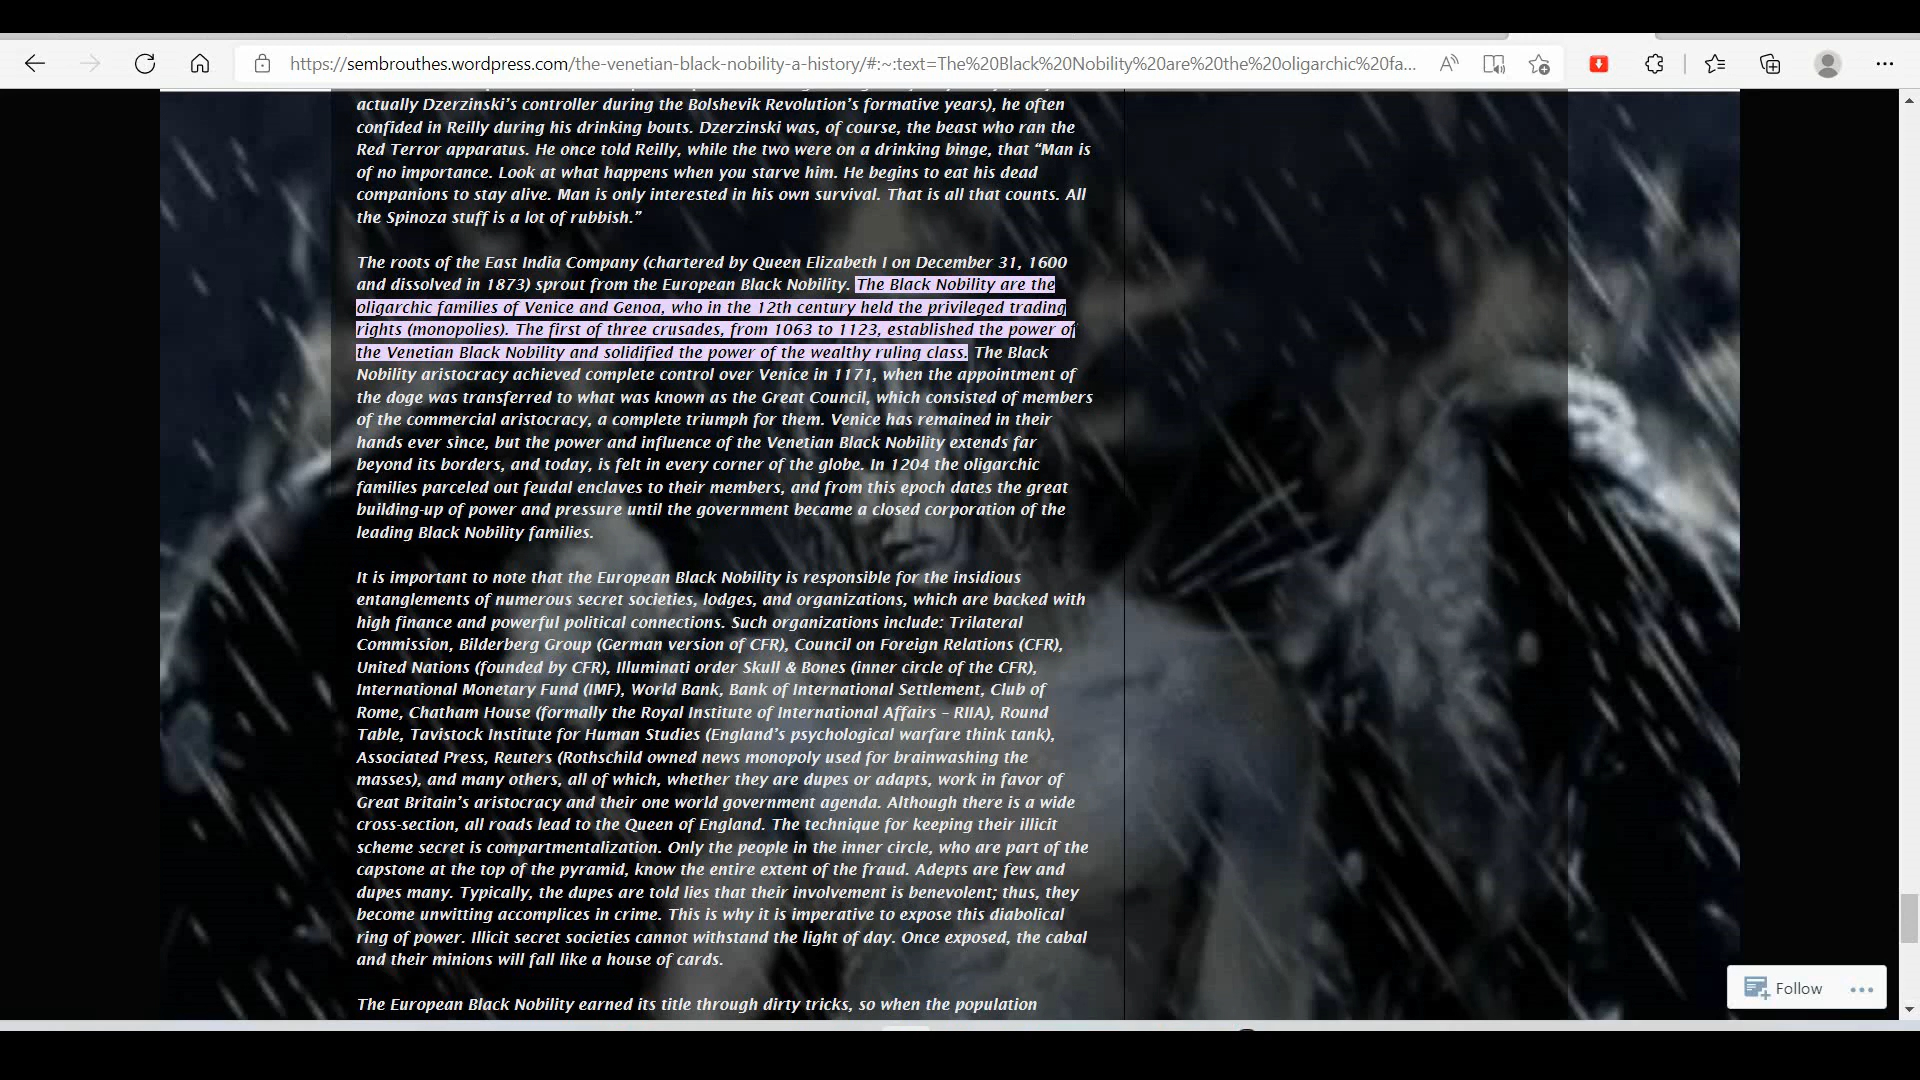 https://sembrouthes.wordpress.com/the-venetian-black-nobility-a-history/#:~:text=The%20Black%20Nobility%20are%20the%20oligarchic%20fa...
actually Dzerzinski's controller during the Bolshevik Revolution's formative years), he often
confided in Reilly during his drinking bouts. Dzerzinski was, of course, the beast who ran the
Red Terror apparatus. He once told Reilly, while the two were on a drinking binge, that “Man is
of no importance. Look at what happens when you starve him. He begins to eat his dead
companions to stay alive. Man is only interested in his own survival. That is all that counts. All
the Spinoza stuff is a lot of rubbish.”
The roots of the East India Company (chartered by Queen Elizabeth I on December 31, 1600
and dissolved in 1873) sprout from the European Black Nobility. The Black Nobility are the
oligarchic families of Venice and Genoa, who in the 12th century held the privileged trading
rights (monopolies). The first of three crusades, from 1063 to 1123, established the power of
the Venetian Black Nobility and solidified the power of the wealthy ruling class. The Black
Nobility aristocracy achieved complete control over Venice in 1171, when the appointment of
the doge was transferred to what was known as the Great Council, which consisted of members
of the commercial aristocracy, a complete triumph for them. Venice has remained in their
hands ever since, but the power and influence of the Venetian Black Nobility extends far
beyond its borders, and today, is felt in every corner of the globe. In 1204 the oligarchic
families parceled out feudal enclaves to their members, and from this epoch dates the great
building-up of power and pressure until the government became a closed corporation of the
leading Black Nobility families.
It is important to note that the European Black Nobility is responsible for the insidious
entanglements of numerous secret societies, lodges, and organizations, which are backed with
high finance and powerful political connections. Such organizations include: Trilateral
Commission, Bilderberg Group (German version of CFR), Council on Foreign Relations (CFR),
United Nations (founded by CFR), Illuminati order Skull & Bones (inner circle of the CFR),
International Monetary Fund (IMF), World Bank, Bank of International Settlement, Club of
Rome, Chatham House (formally the Royal Institute of International Affairs – RIIA), Round
Table, Tavistock Institute for Human Studies (England's psychological warfare think tank),
Associated Press, Reuters (Rothschild owned news monopoly used for brainwashing the
masses), and many others, all of which, whether they are dupes or adapts, work in favor of
Great Britain's aristocracy and their one world government agenda. Although there is a wide
cross-section, all roads lead to the Queen of England. The technique for keeping their illicit
scheme secret is compartmentalization. Only the people in the inner circle, who are part of the
capstone at the top of the pyramid, know the entire extent of the fraud. Adepts are few and
dupes many. Typically, the dupes are told lies that their involvement is benevolent; thus, they
become unwitting accomplices in crime. This is why it is imperative to expose this diabolical
ring of power. Illicit secret societies cannot withstand the light of day. Once exposed, the cabal
and their minions will fall like a house of cards.
The European Black Nobility earned its title through dirty tricks, so when the population
Follow